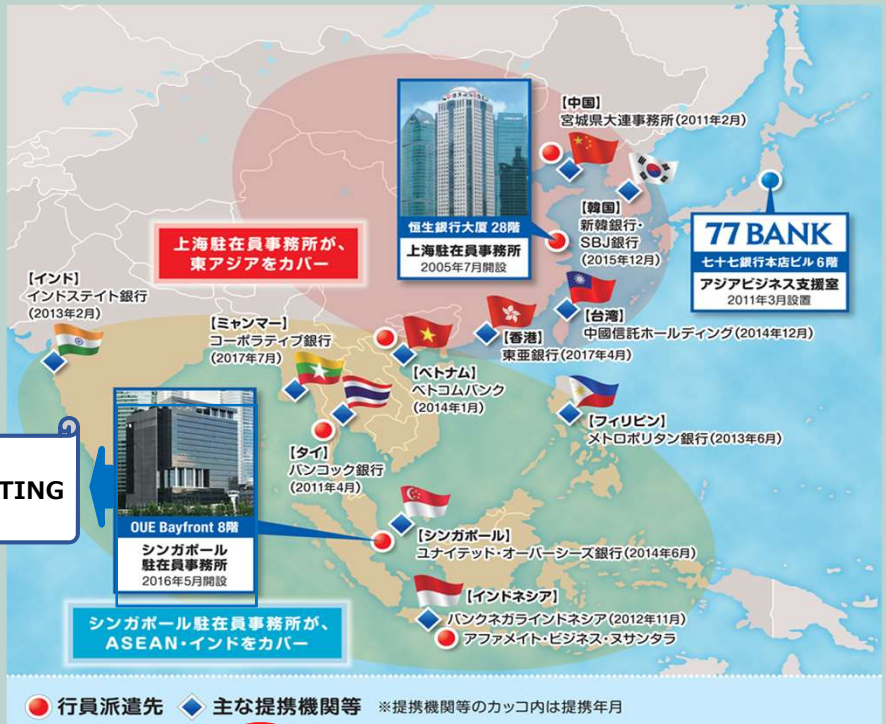 【中国】
宮城県大連事務所(2011年2月)
恒生銀行大厦 28階
上海駐在員事務所
2005年7月開設
【韓国】
新韓銀行・
SBJ銀行
(2015年12月)
77 BANK
七十七銀行本店ビル 6階
アジアビジネス支援室
2011年3月設置
上海駐在員事務所が、
東アジアをカバー
【インド】
インドステイト銀行
(2013年2月)
【ミャンマー】
コーポラティブ銀行
(2017年7月)
【台湾】
中國信託ホールディング(2014年12月)
【香港】
東亜銀行(2017年4月)
【ベトナム】
ベトコムバンク
(2014年1月)
【フィリピン】
メトロポリタン銀行(2013年6月)
【タイ】
バンコック銀行
(2011年4月)
TING
OUE Bayfront 8階
シンガポール
駐在員事務所
2016年5月開設
【シンガポール】
ユナイテッド・オーバーシーズ銀行(2014年6月)
【インドネシア】
バンクネガラインドネシア(2012年11月)
アファメイト・ビジネス・ヌサンタラ
シンガポール駐在員事務所が、
ASEAN・インドをカバー
行員派遣先 主な提携機関等 ※提携機関等のカッコ内は提携年月